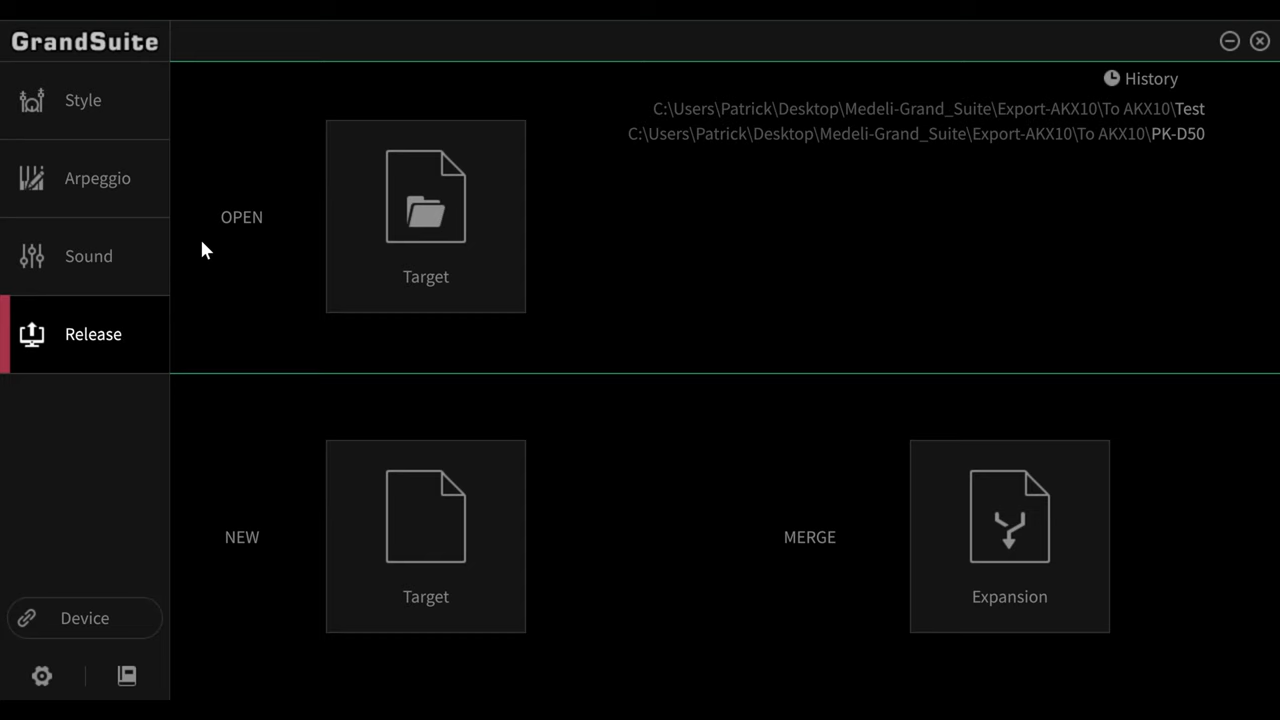 GrandSuite
Style
Arpeggio
Sound
Release
Device
History
C:\Users\Patrick\Desktop\Medeli-Grand_Suite\Export-AKX10\To AKX10\Test
C:\Users\Patrick\Desktop\Medeli-Grand_Suite\Export-AKX10\To AKX10\PK-D50
OPEN
Target
NEW
Target
MERGE
Expansion